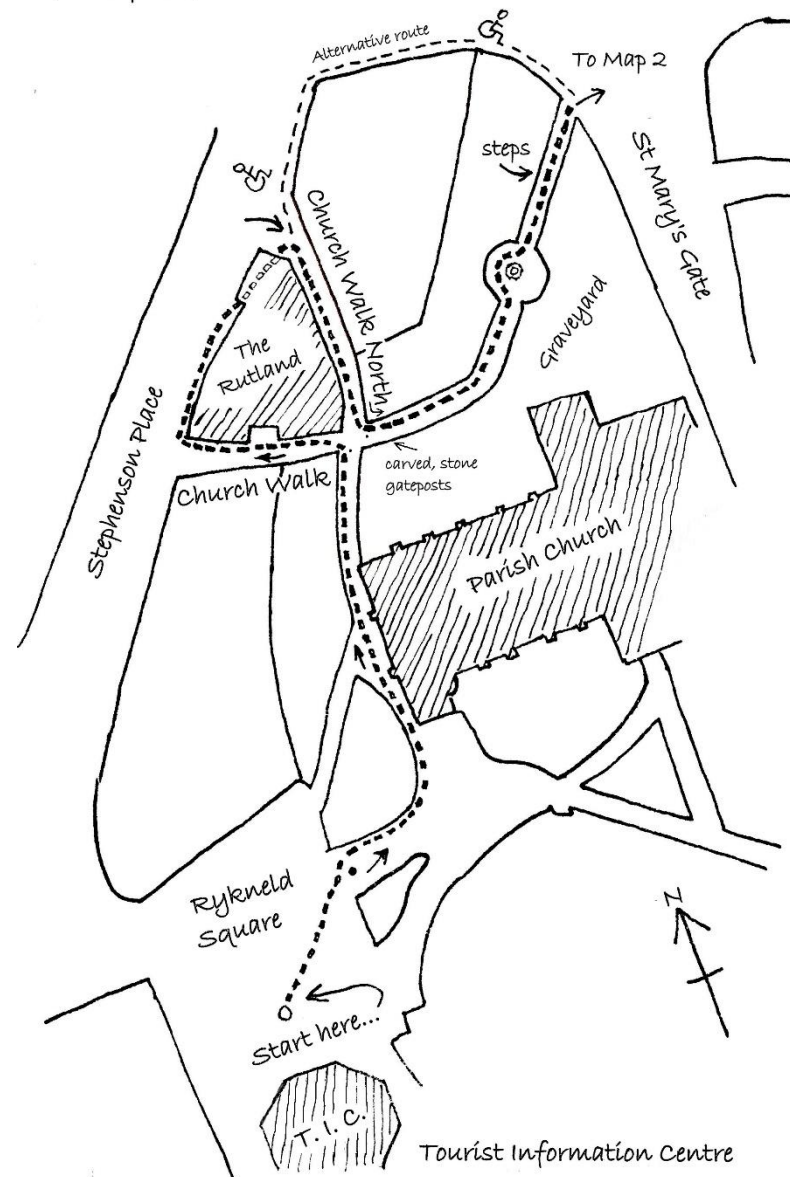 Alternative route
To Map 2
steps
St Mary's Gate
Church Walk North
Graveyard
The
Rutland
Stephenson Place
carved, stone
gateposts
Church Walk
Parish Church
Rykneld
Square
N
Start here...
T. I. C.
Tourist Information Centre